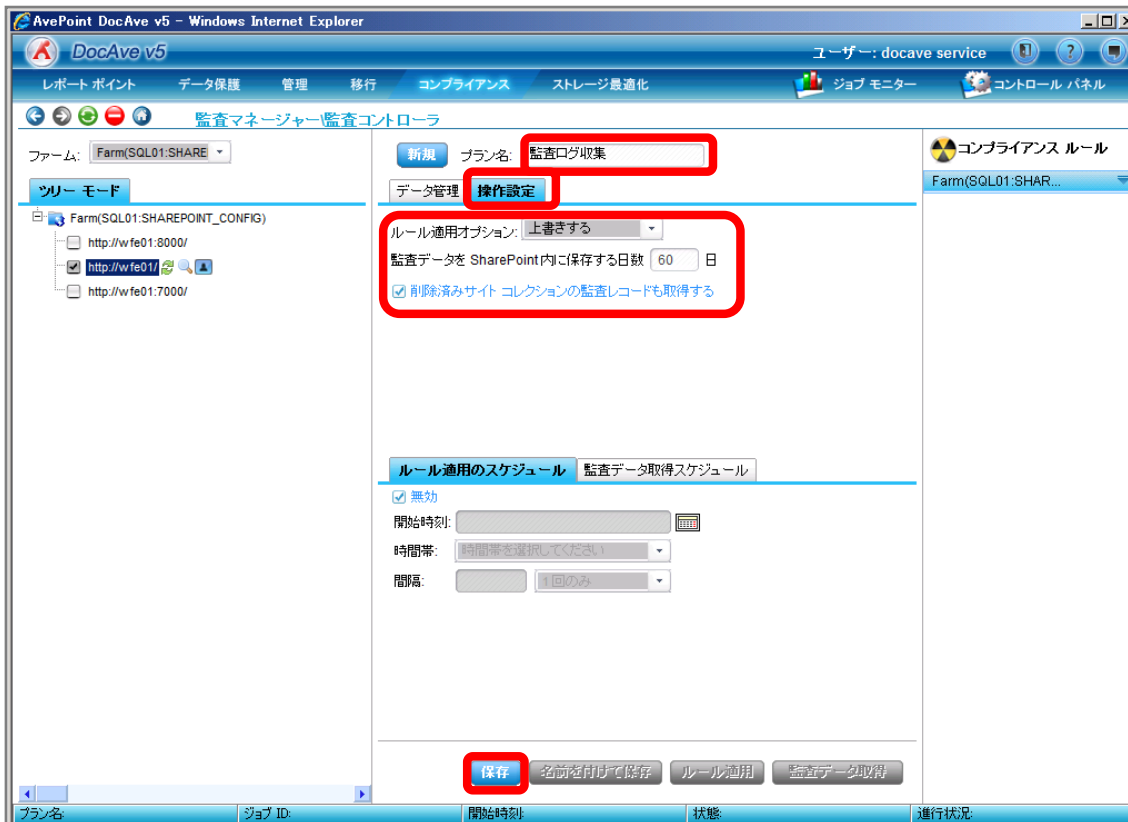 AvePoint DocAve v5 - Windows Internet Explorer
DocAve v5
ユーザー: docave service
レポート ポイント データ保護 管理 移行 コンプライアンス ストレージ最適化 ジョブ モニター コントロール パネル
監査マネージャー\監査コントローラ
ファーム: Farm(SQL01:SHARE
新規 プラン名: 監査ログ収集
コンプライアンス ルール
ツリー モード
データ管理 操作設定
Farm(SQL01:SHAR...
Farm(SQL01:SHAREPOINT_CONFIG)
http://wfe01:8000/
http://wfe01/
http://wfe01:7000/
ルール適用オプション: 上書きする
監査データを SharePoint内に保存する日数 60 日
削除済みサイト コレクションの監査レコードも取得する
ルール適用のスケジュール 監査データ取得スケジュール
無効
開始時刻:
時間帯: 時間帯を選択してください
間隔: 1回のみ
保存 名前を付けて保存 ルール適用 監査データ取得
プラン名: ジョブ ID: 開始時刻: 状態: 進行状況: